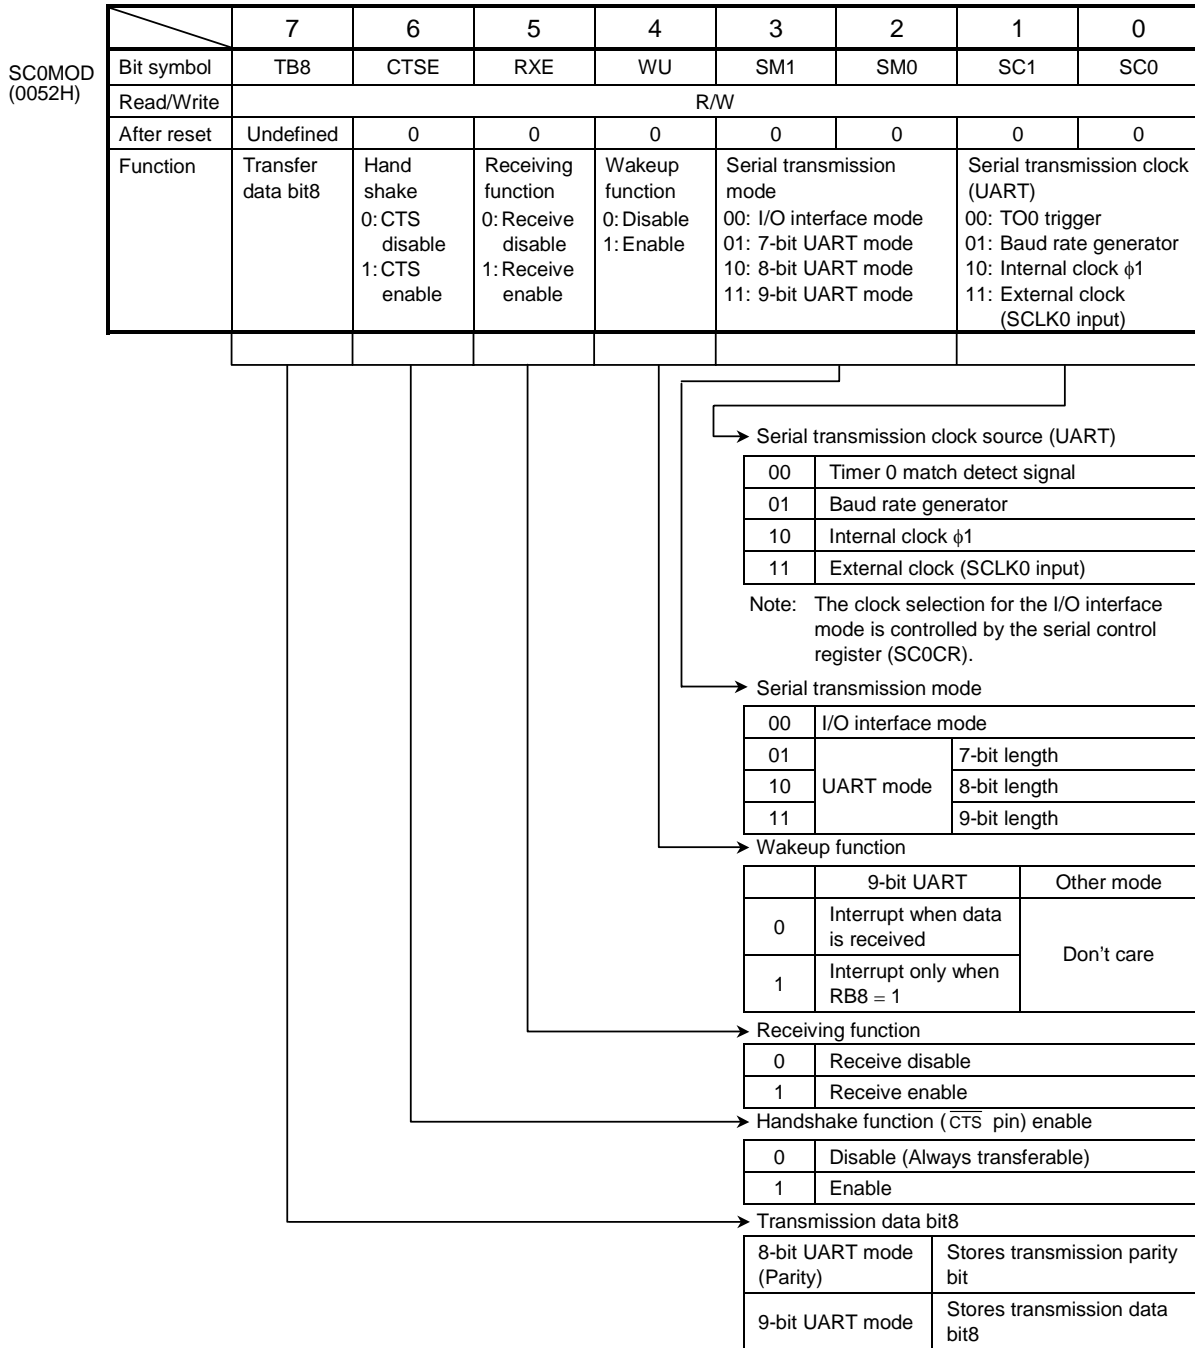 7 6 5 4 3 2 1 0
SC0MOD
(0052H)
Bit symbol TB8 CTSE RXE WU SM1 SM0 SC1 SC0
Read/Write R/W
After reset Undefined 0 0 0 0 0 0 0
Function
Transfer
data bit8
Hand
shake
0: CTS
disable
1: CTS
enable
Receiving
function
0: Receive
disable
1: Receive
enable
Wakeup
function
0: Disable
1: Enable
Serial transmission
mode
00: I/O interface mode
01: 7-bit UART mode
10: 8-bit UART mode
11: 9-bit UART mode
Serial transmission clock
(UART)
00: TO0 trigger
01: Baud rate generator
10: Internal clock ϕ1
11: External clock
(SCLK0 input)
Serial transmission clock source (UART)
00 Timer 0 match detect signal
01 Baud rate generator
10 Internal clock ϕ1
11 External clock (SCLK0 input)
Note: The clock selection for the I/O interface
mode is controlled by the serial control
register (SC0CR).
Serial transmission mode
00 I/O interface mode
01 7-bit length
10 UART mode 8-bit length
11 9-bit length
Wakeup function
9-bit UART Other mode
0 Interrupt when data
is received
Don't care
1 Interrupt only when
RB8 = 1
Receiving function
0 Receive disable
1 Receive enable
Handshake function (C̅T̅S̅ pin) enable
0 Disable (Always transferable)
1 Enable
Transmission data bit8
8-bit UART mode
(Parity)
Stores transmission parity
bit
9-bit UART mode
Stores transmission data
bit8